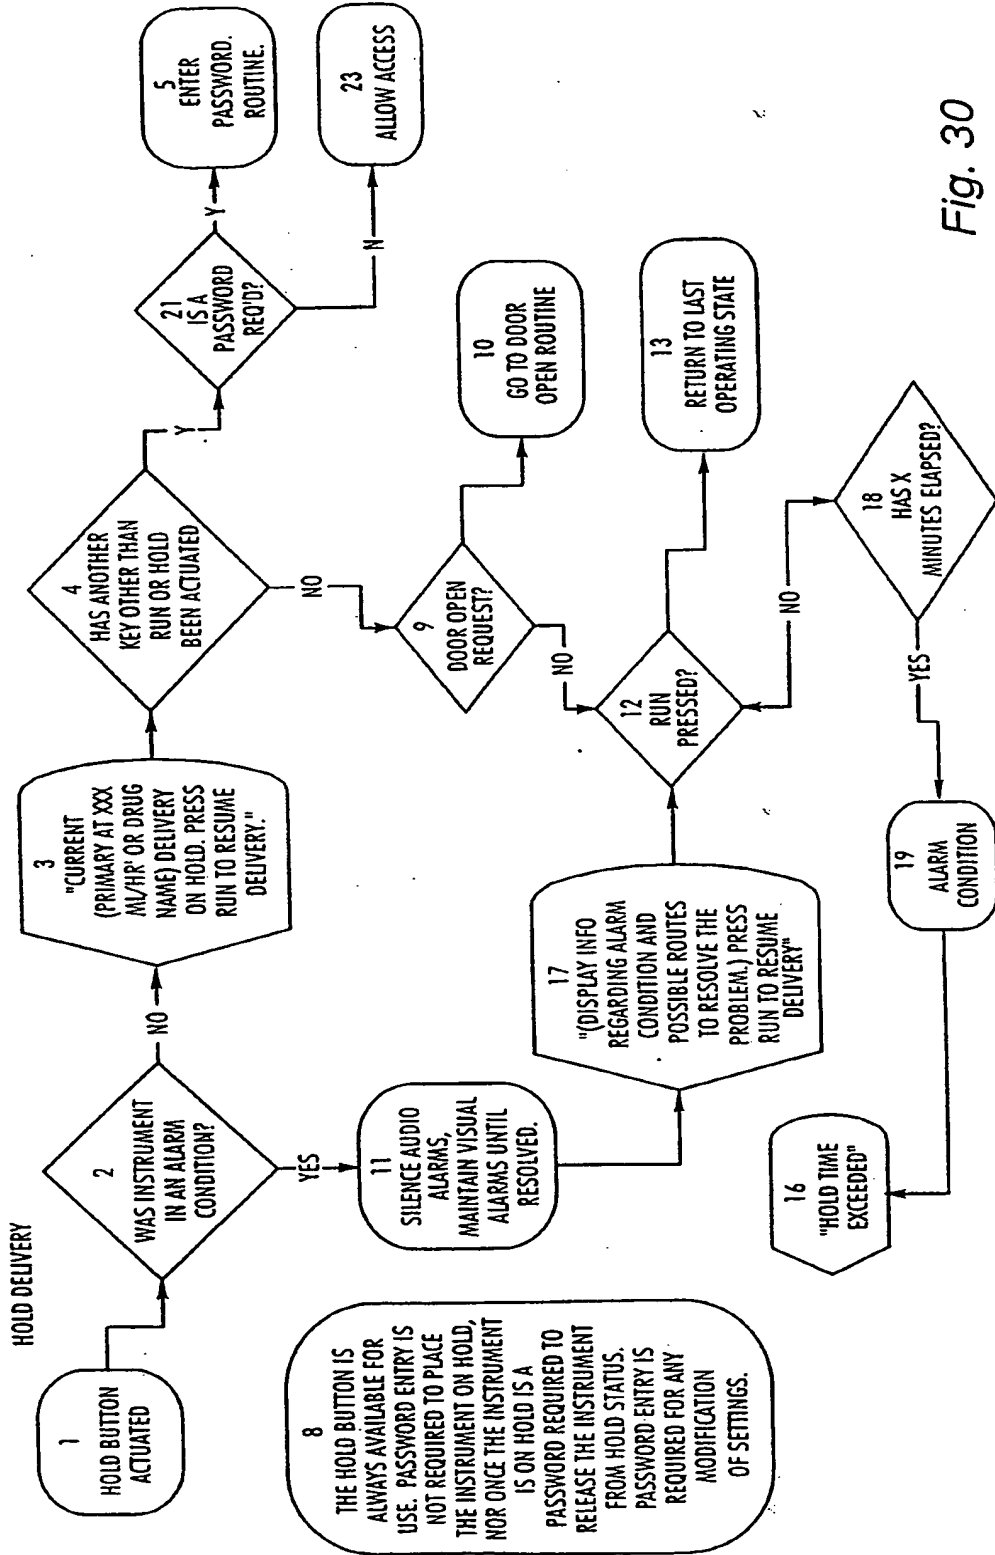 HOLD DELIVERY
1
HOLD BUTTON
ACTUATED
2
WAS INSTRUMENT
IN AN ALARM
CONDITION?
NO
YES
3
"CURRENT
(PRIMARY AT XXX
ML/HR' OR DRUG
NAME) DELIVERY
ON HOLD. PRESS
RUN TO RESUME
DELIVERY."
4
HAS ANOTHER
KEY OTHER THAN
RUN OR HOLD
BEEN ACTUATED
Y
NO
21
IS A
PASSWORD
REQ'D?
Y
N
5
ENTER
PASSWORD.
ROUTINE.
23
ALLOW ACCESS
9
DOOR OPEN
REQUEST?
NO
10
GO TO DOOR
OPEN ROUTINE
11
SILENCE AUDIO
ALARMS,
MAINTAIN VISUAL
ALARMS UNTIL
RESOLVED.
17
"(DISPLAY INFO
REGARDING ALARM
CONDITION AND
POSSIBLE ROUTES
TO RESOLVE THE
PROBLEM.) PRESS
RUN TO RESUME
DELIVERY"
12
RUN
PRESSED?
NO
13
RETURN TO LAST
OPERATING STATE
18
HAS X
MINUTES ELAPSED?
YES
19
ALARM
CONDITION
16
"HOLD TIME
EXCEEDED"
8
THE HOLD BUTTON IS
ALWAYS AVAILABLE FOR
USE. PASSWORD ENTRY IS
NOT REQUIRED TO PLACE
THE INSTRUMENT ON HOLD,
NOR ONCE THE INSTRUMENT
IS ON HOLD IS A
PASSWORD REQUIRED TO
RELEASE THE INSTRUMENT
FROM HOLD STATUS.
PASSWORD ENTRY IS
REQUIRED FOR ANY
MODIFICATION
OF SETTINGS.
Fig. 30